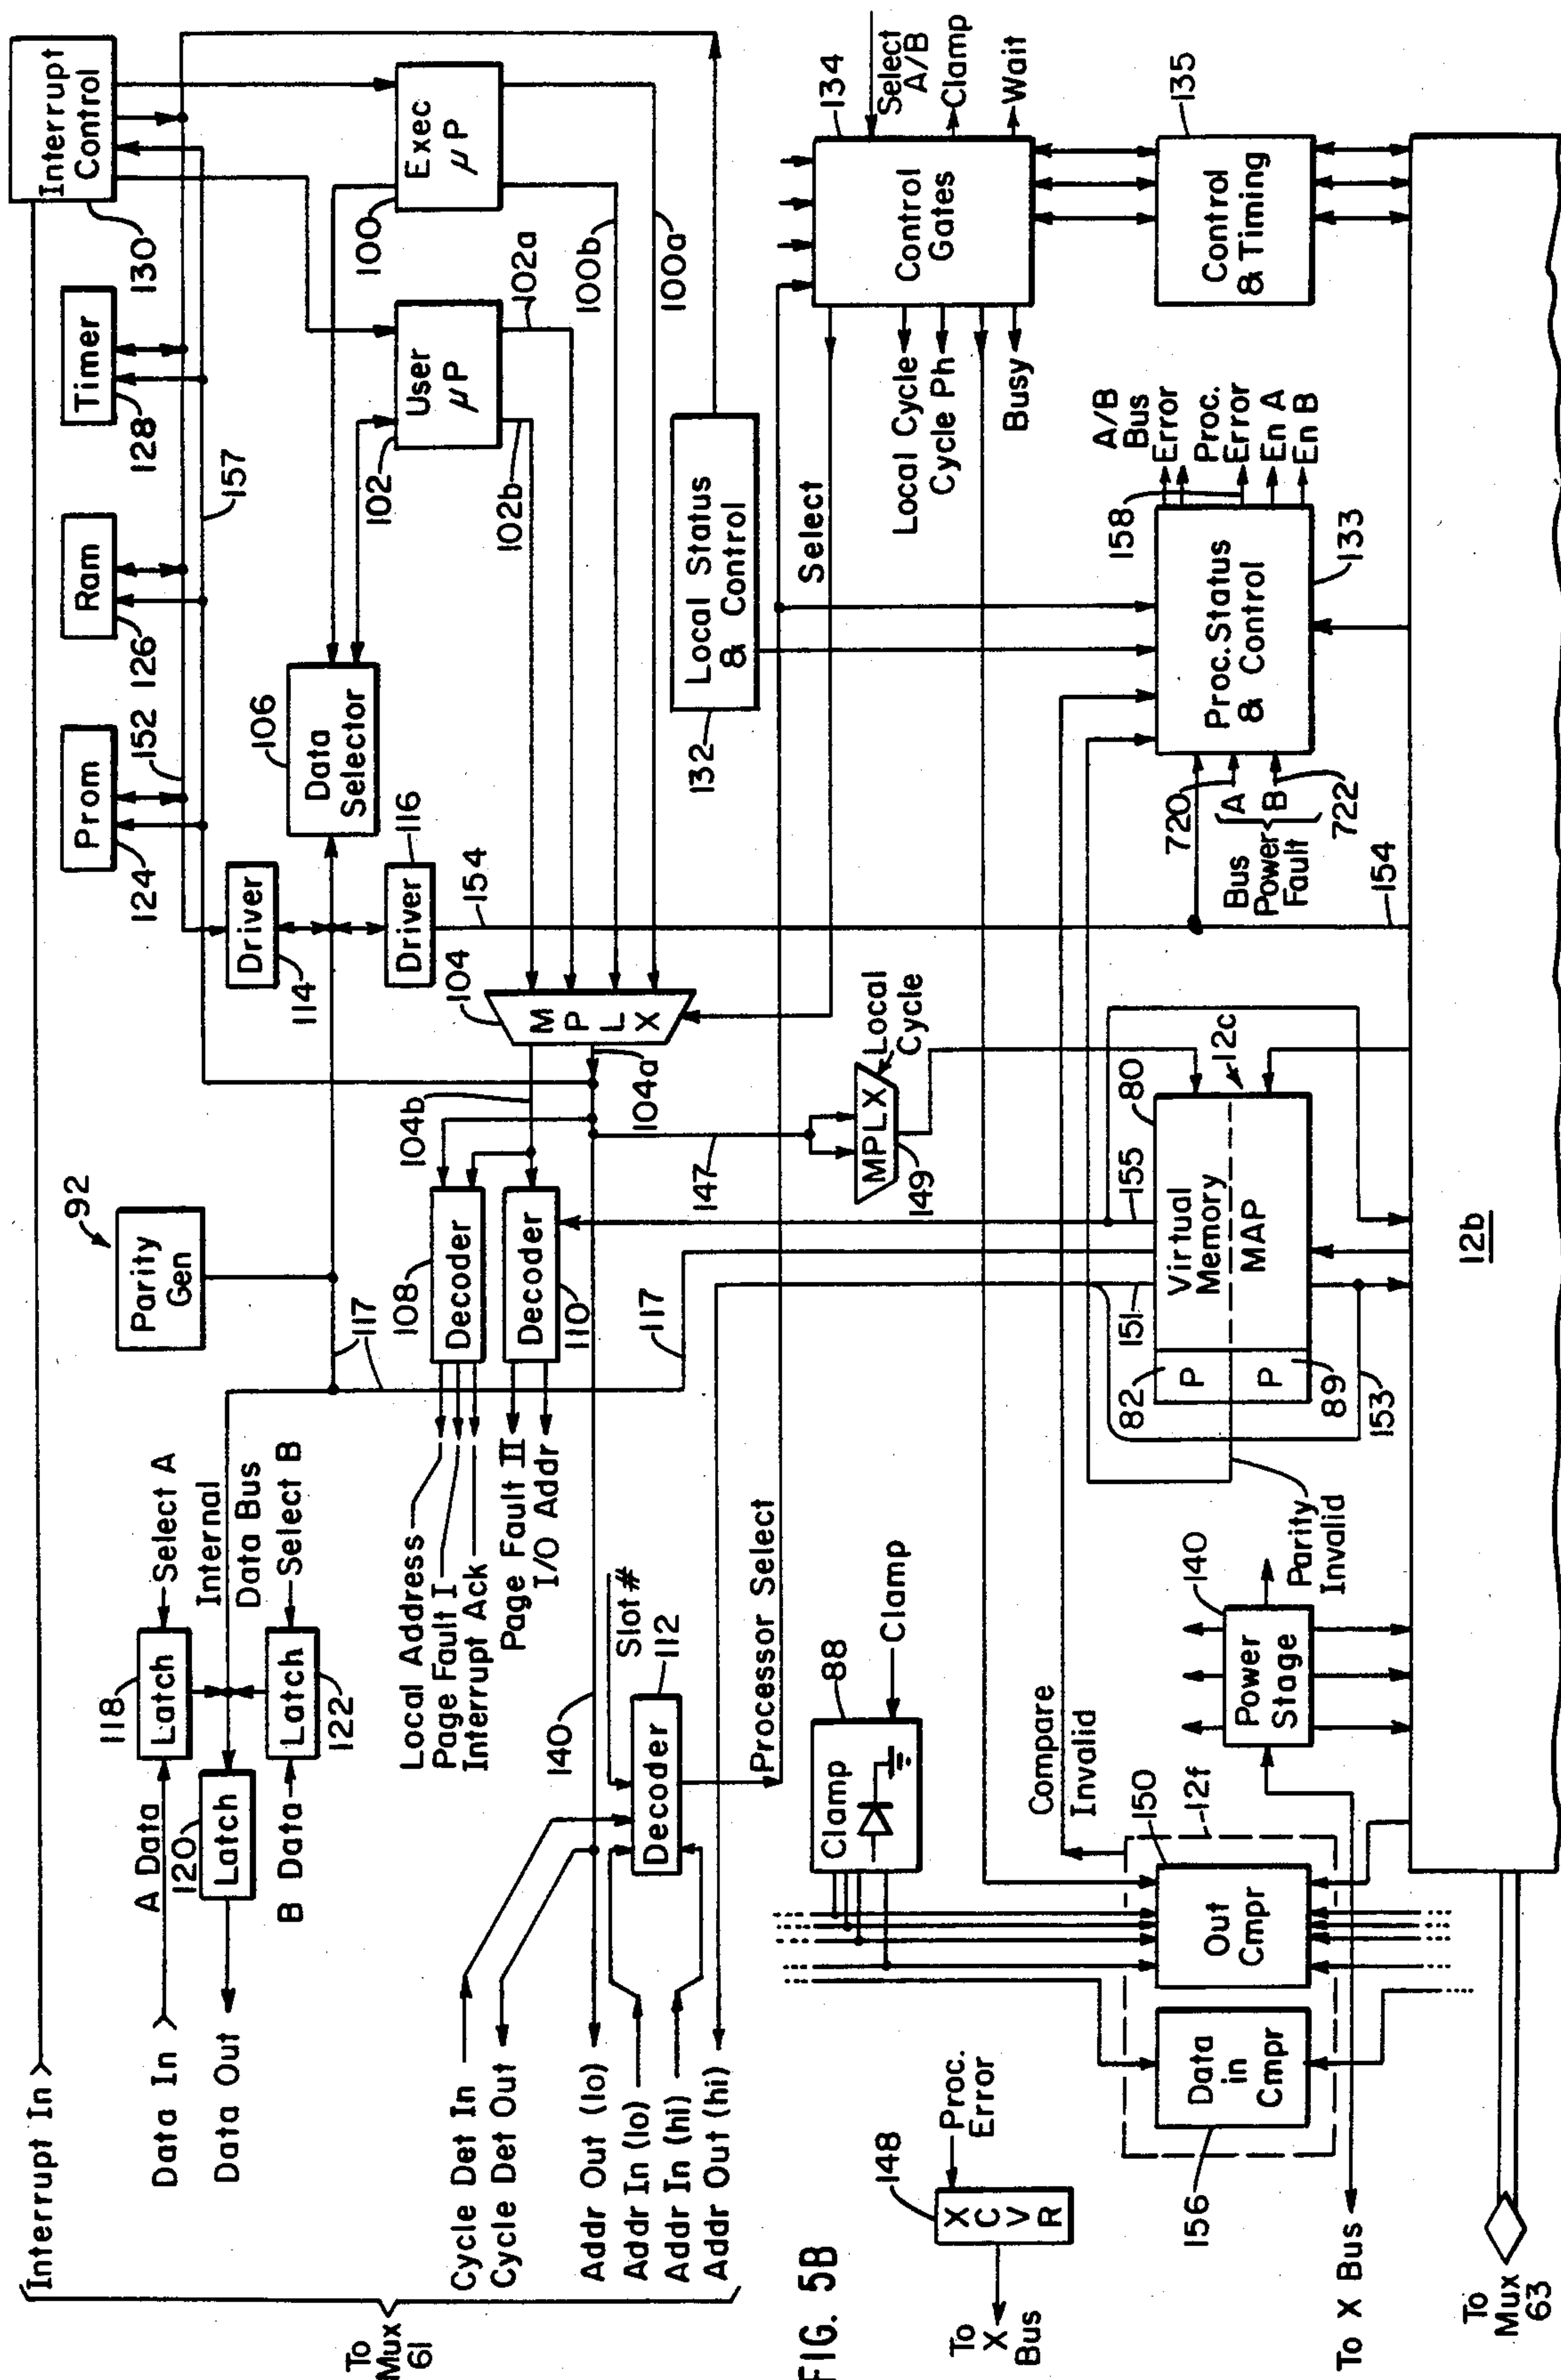 Interrupt In
Interrupt
Control
130
Timer
128
Ram
126
Prom
124
152
157
92
Parity
Gen
117
Driver
114
Driver
116
154
106
Data
Selector
User
μP
102
102a
102b
Exec
μP
100
100b
100a
118
Latch
Select A
A Data
Internal
Data Bus
120
Latch
Latch
122
Select B
B Data
Data In
Data Out
104
M
P
L
X
104a
104b
108
Decoder
Decoder
110
Local Address
Page Fault I
Interrupt Ack
Page Fault II
I/O Addr
117
147
Local Status
& Control
132
Cycle Det In
Cycle Det Out
Addr Out (lo)
Addr In (lo)
Addr In (hi)
Addr Out (hi)
To
Mux
61
140
Slot #
Decoder
112
Processor Select
Select
MPLX
149
Local
Cycle
134
Control
Gates
Select
A/B
Clamp
Wait
Local Cycle
Cycle Ph
Busy
135
Control
& Timing
FIG. 5B
148
X
C
V
R
Proc.
Error
To
X
Bus
88
Clamp
Clamp
Compare
Invalid
150
12f
Out
Cmpr
Data
in
Cmpr
156
140
Power
Stage
Parity
Invalid
151
155
80
12c
Virtual
Memory
MAP
82
P
P
89
153
Proc. Status
& Control
133
158
A/B
Bus
Error
Proc.
Error
En A
En B
720
A
B
722
Bus
Power
Fault
154
12b
To X Bus
To
Mux
63